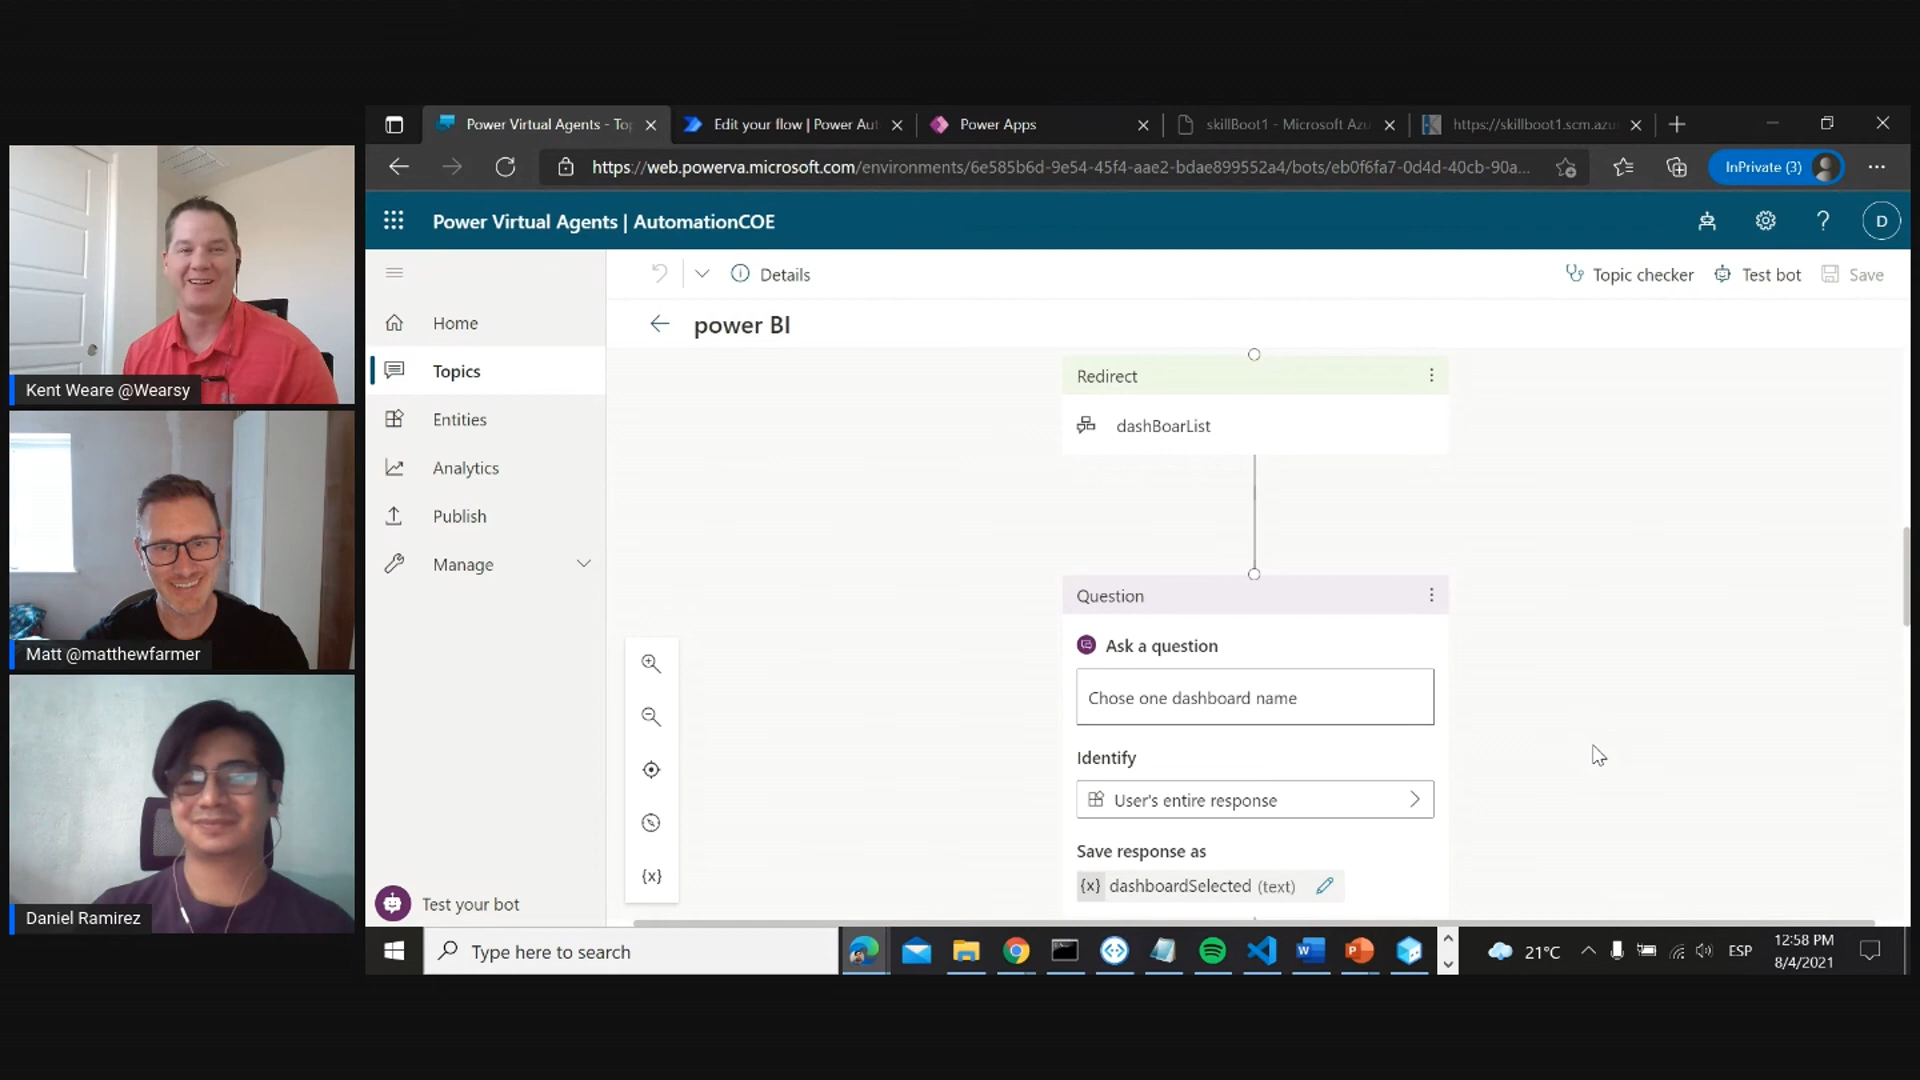 Kent Weare @Wearsy
Matt @matthewfarmer
Daniel Ramirez
Power Virtual Agents - Top
Edit your flow | Power Aut
Power Apps
skillBoot1 - Microsoft Azu
https://skillboot1.scm.azu
https://web.powerva.microsoft.com/environments/6e585b6d-9e54-45f4-aae2-bdae899552a4/bots/eb0f6fa7-0d4d-40cb-90a...
InPrivate (3)
Power Virtual Agents | AutomationCOE
D
Details
Topic checker
Test bot
Save
power BI
Home
Topics
Entities
Analytics
Publish
Manage
Test your bot
Redirect
dashBoarList
Question
Ask a question
Chose one dashboard name
Identify
User's entire response
Save response as
{x} dashboardSelected (text)
{x}
Type here to search
21°C
ESP
12:58 PM
8/4/2021